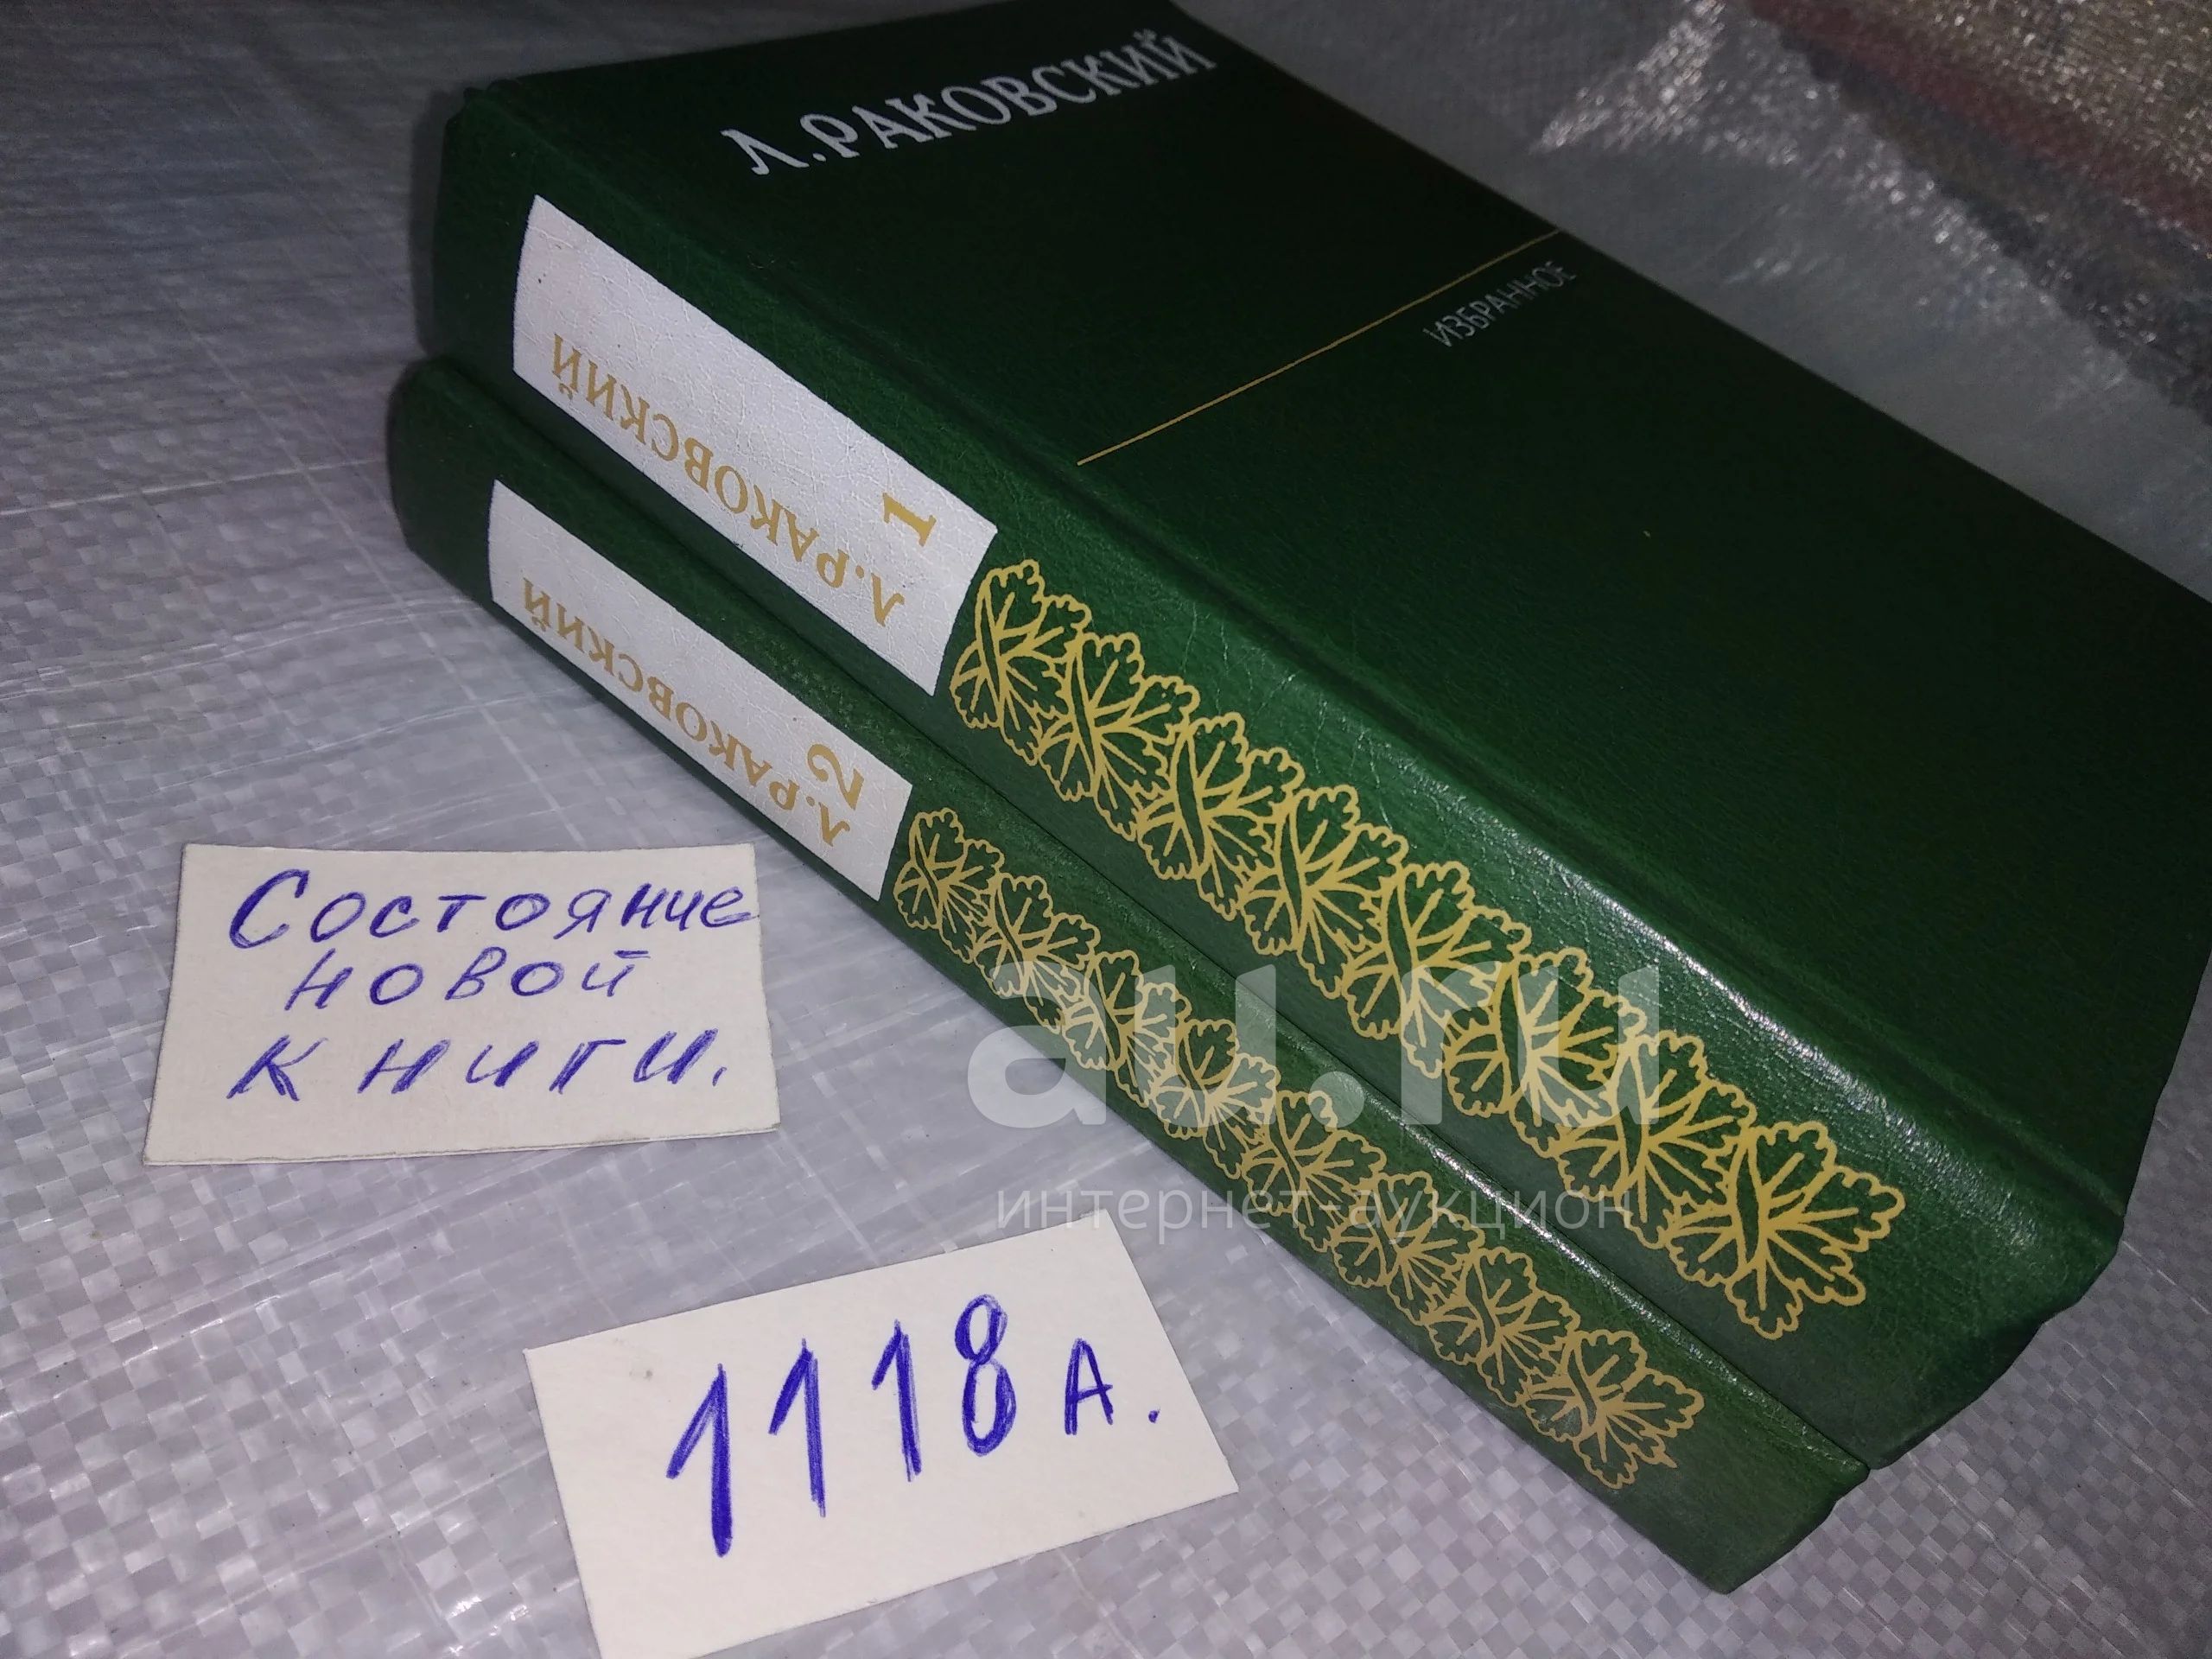 Л. РАКОВСКИЙ
ИЗБРАННОЕ
Л. РАКОВСКИЙ
1
Л. РАКОВСКИЙ
2
Состояние
новой
книги.
1118 А.
au.ru
интернет-аукцион